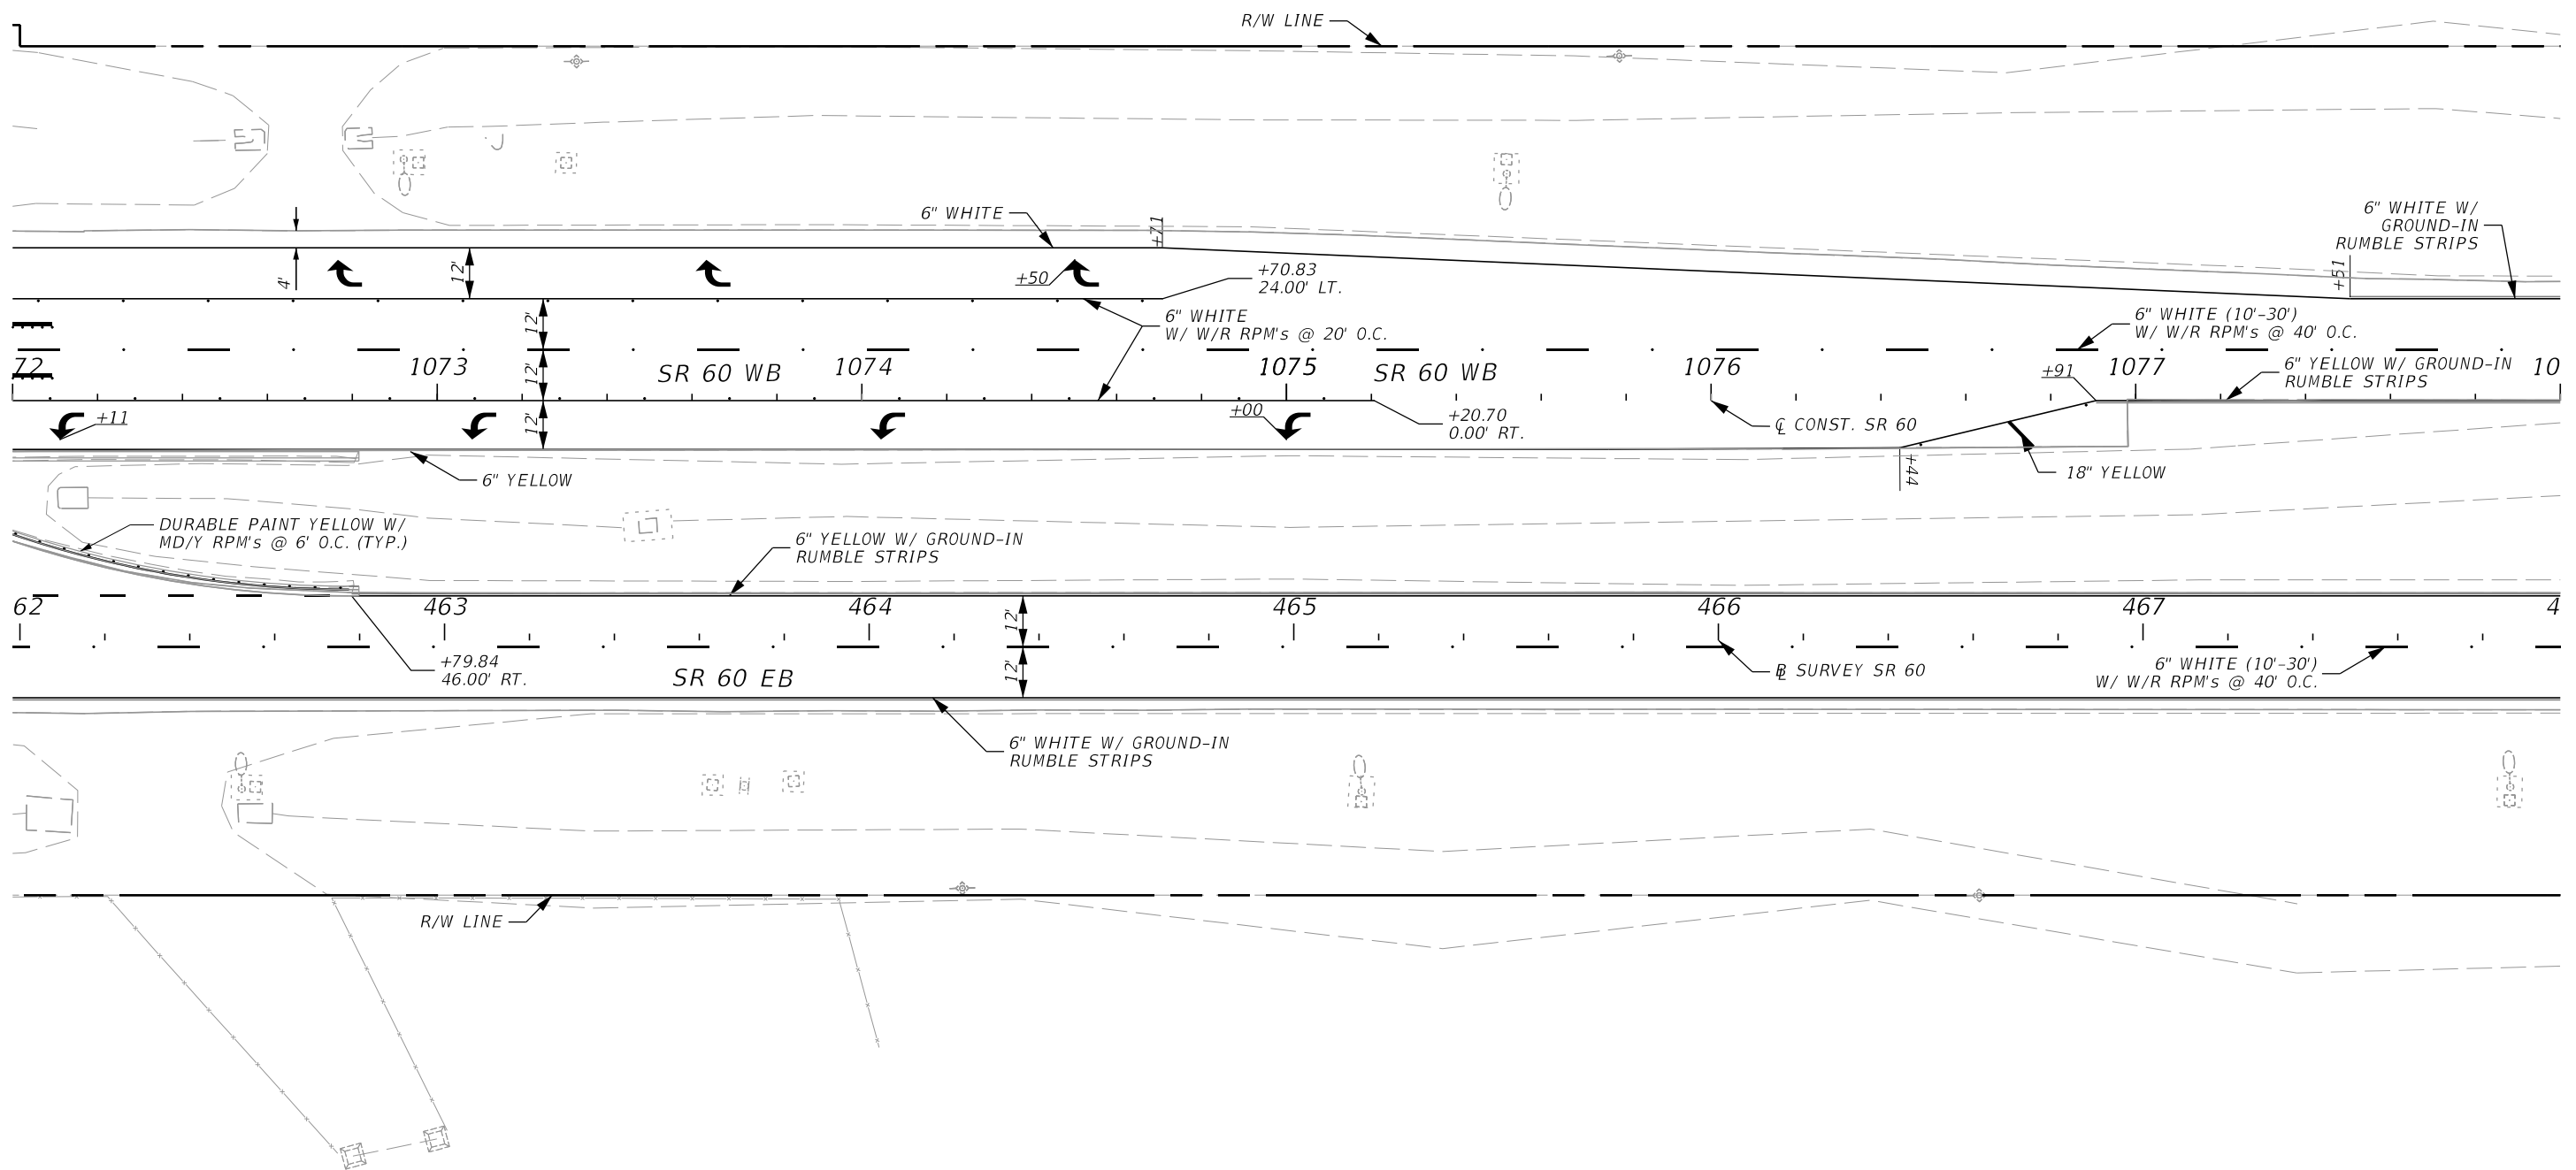 R/W LINE
6" WHITE
+71
6" WHITE W/
GROUND-IN
RUMBLE STRIPS
4'
12'
+50
+70.83
24.00' LT.
+51
12'
6" WHITE
W/ W/R RPM's @ 20' O.C.
6" WHITE (10'-30')
W/ W/R RPM's @ 40' O.C.
72
1073
SR 60 WB
1074
1075
SR 60 WB
1076
1077
10
12'
+91
6" YELLOW W/ GROUND-IN
RUMBLE STRIPS
+11
12'
+00
+20.70
0.00' RT.
℄ CONST. SR 60
6" YELLOW
+44
18" YELLOW
DURABLE PAINT YELLOW W/
MD/Y RPM's @ 6' O.C. (TYP.)
6" YELLOW W/ GROUND-IN
RUMBLE STRIPS
62
463
464
465
466
467
4
12'
+79.84
46.00' RT.
SR 60 EB
12'
BL SURVEY SR 60
6" WHITE (10'-30')
W/ W/R RPM's @ 40' O.C.
6" WHITE W/ GROUND-IN
RUMBLE STRIPS
R/W LINE